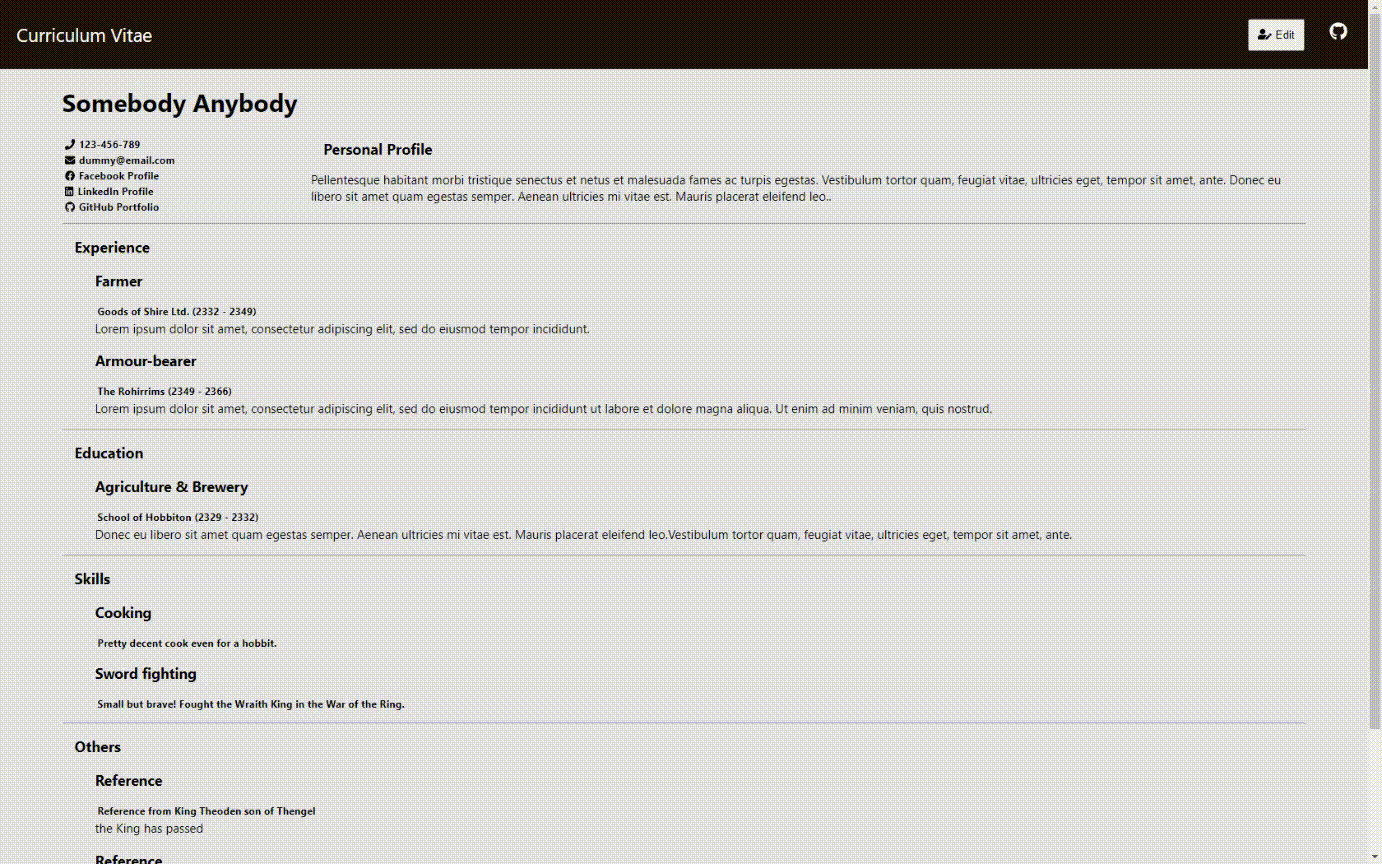 Curriculum Vitae
Edit
Somebody Anybody
123-456-789
dummy@email.com
Facebook Profile
LinkedIn Profile
GitHub Portfolio
Personal Profile
Pellentesque habitant morbi tristique senectus et netus et malesuada fames ac turpis egestas. Vestibulum tortor quam, feugiat vitae, ultricies eget, tempor sit amet, ante. Donec eu
libero sit amet quam egestas semper. Aenean ultricies mi vitae est. Mauris placerat eleifend leo..
Experience
Farmer
Goods of Shire Ltd. (2332 - 2349)
Lorem ipsum dolor sit amet, consectetur adipiscing elit, sed do eiusmod tempor incididunt.
Armour-bearer
The Rohirrims (2349 - 2366)
Lorem ipsum dolor sit amet, consectetur adipiscing elit, sed do eiusmod tempor incididunt ut labore et dolore magna aliqua. Ut enim ad minim veniam, quis nostrud.
Education
Agriculture & Brewery
School of Hobbiton (2329 - 2332)
Donec eu libero sit amet quam egestas semper. Aenean ultricies mi vitae est. Mauris placerat eleifend leo.Vestibulum tortor quam, feugiat vitae, ultricies eget, tempor sit amet, ante.
Skills
Cooking
Pretty decent cook even for a hobbit.
Sword fighting
Small but brave! Fought the Wraith King in the War of the Ring.
Others
Reference
Reference from King Theoden son of Thengel
the King has passed
Reference